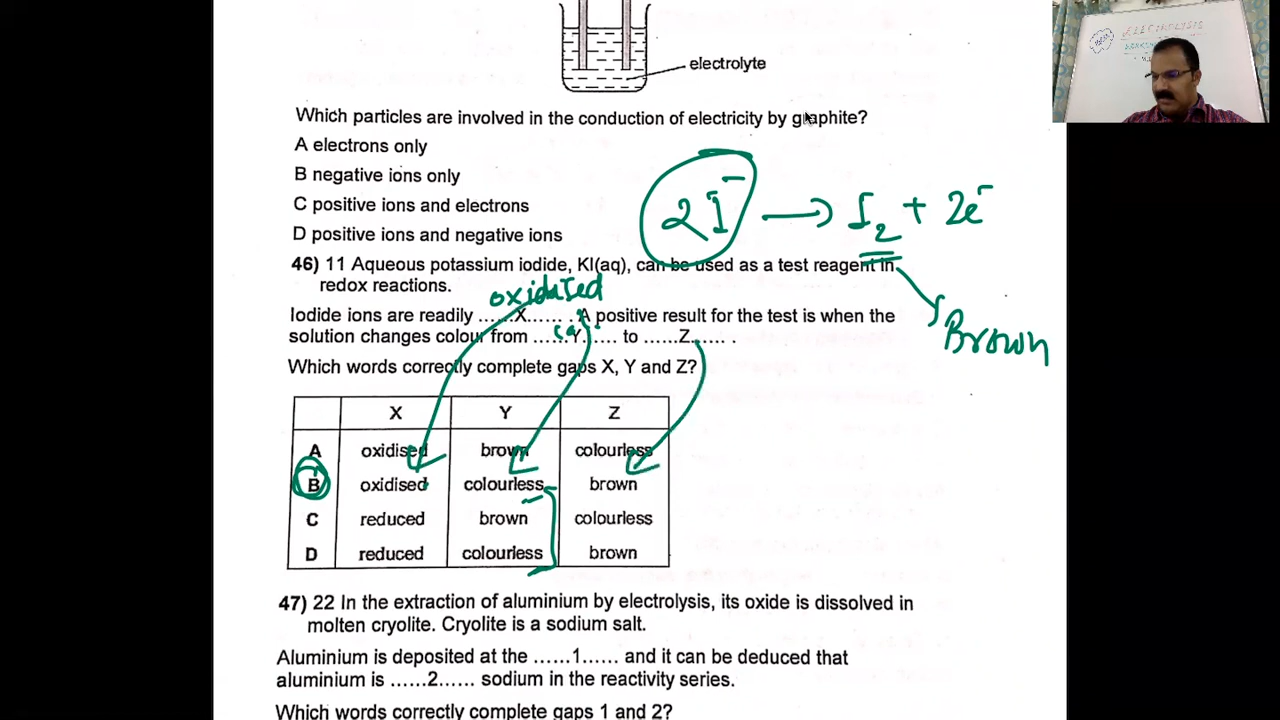 ELECTROLYSIS
electrolyte
Which particles are involved in the conduction of electricity by graphite?
A electrons only
B negative ions only
C positive ions and electrons
D positive ions and negative ions
2I⁻ → I₂ + 2e⁻
46) 11 Aqueous potassium iodide, KI(aq), can be used as a test reagent in
redox reactions.
oxidised
Iodide ions are readily ......X...... . A positive result for the test is when the
solution changes colour from ......Y...... to ......Z...... .
Brown
Which words correctly complete gaps X, Y and Z?
X Y Z
A oxidised brown colourless
B oxidised colourless brown
C reduced brown colourless
D reduced colourless brown
47) 22 In the extraction of aluminium by electrolysis, its oxide is dissolved in
molten cryolite. Cryolite is a sodium salt.
Aluminium is deposited at the ......1...... and it can be deduced that
aluminium is ......2...... sodium in the reactivity series.
Which words correctly complete gaps 1 and 2?